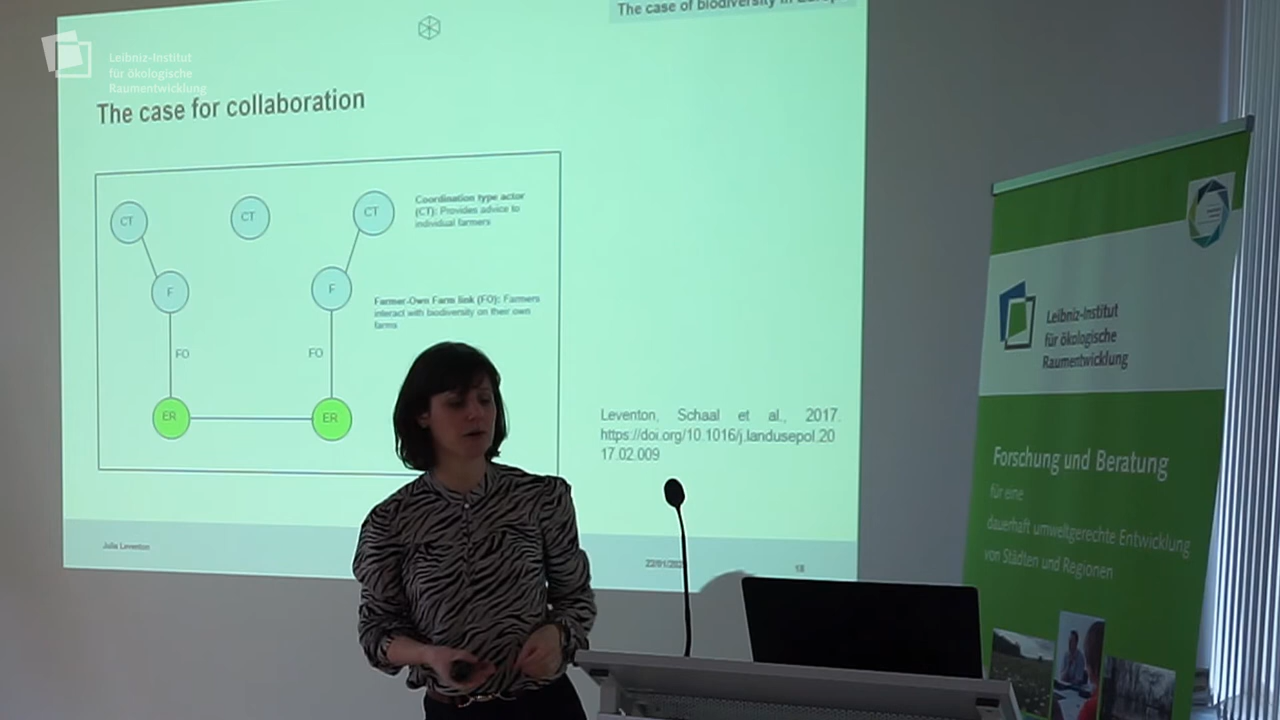 The case of biodiversity in Europe
Leibniz-Institut
für ökologische
Raumentwicklung
The case for collaboration
CT
CT
CT
Coordination type actor
(CT): Provides advice to
individual farmers
F
F
Farmer-Own Farm link (FO): Farmers
interact with biodiversity on their own
farms
FO
FO
ER
ER
Leventon, Schaal et al., 2017.
https://doi.org/10.1016/j.landusepol.20
17.02.009
Julia Leventon
18
Leibniz-Institut
für ökologische
Raumentwicklung
Forschung und Beratung
für eine
dauerhaft umweltgerechte Entwicklung
von Städten und Regionen